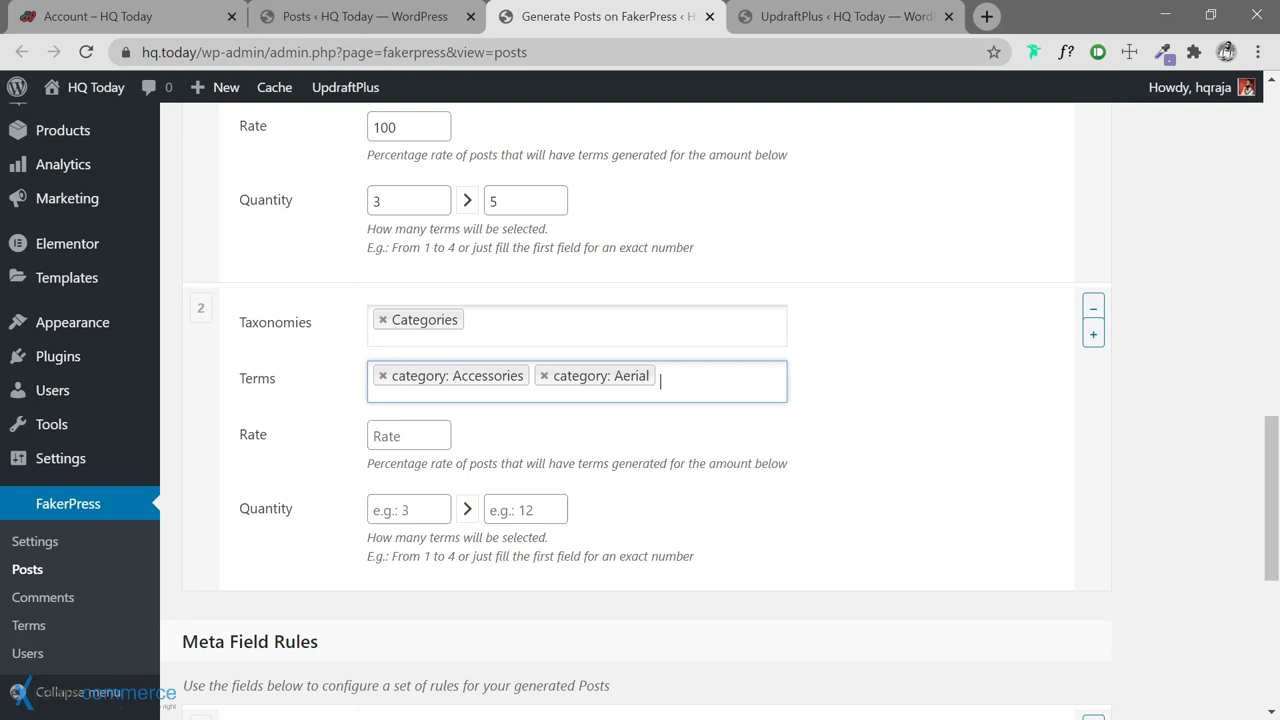 Account – HQ Today
Posts ‹ HQ Today — WordPress
Generate Posts on FakerPress ‹ H
UpdraftPlus ‹ HQ Today — Word
hq.today/wp-admin/admin.php?page=fakerpress&view=posts
f?
HQ Today
0
New
Cache
UpdraftPlus
Howdy, hqraja
Products
Analytics
Marketing
Elementor
Templates
Appearance
Plugins
Users
Tools
Settings
FakerPress
Settings
Posts
Comments
Terms
Users
Collapse menu
commerce
Rate
100
Percentage rate of posts that will have terms generated for the amount below
Quantity
3
5
How many terms will be selected.
E.g.: From 1 to 4 or just fill the first field for an exact number
2
Taxonomies
× Categories
–
+
Terms
× category: Accessories
× category: Aerial
Rate
Rate
Percentage rate of posts that will have terms generated for the amount below
Quantity
e.g.: 3
e.g.: 12
How many terms will be selected.
E.g.: From 1 to 4 or just fill the first field for an exact number
Meta Field Rules
Use the fields below to configure a set of rules for your generated Posts